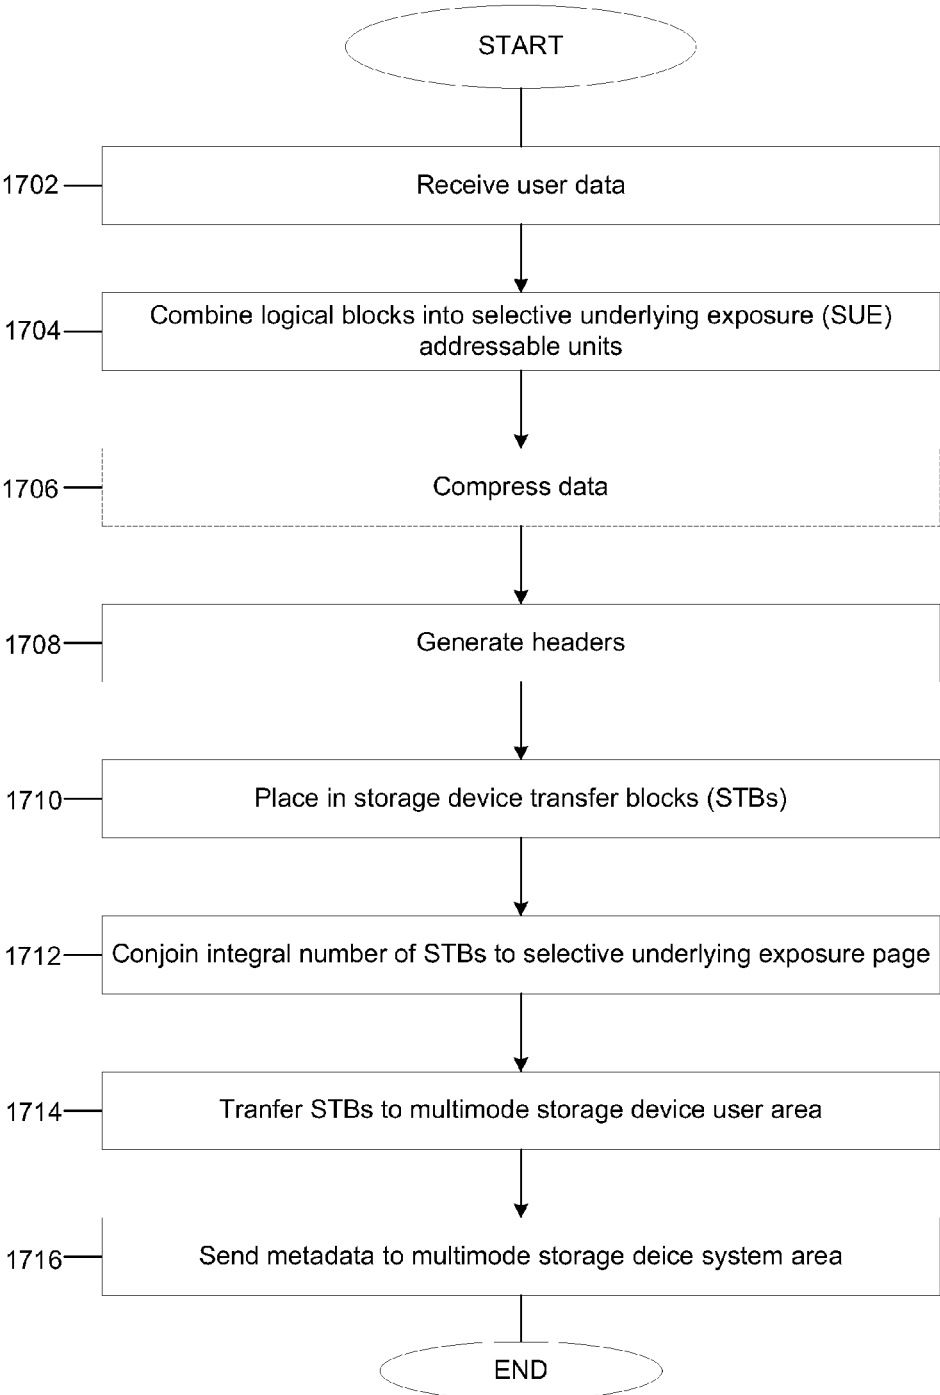 START
1702
Receive user data
1704
Combine logical blocks into selective underlying exposure (SUE)
addressable units
1706
Compress data
1708
Generate headers
1710
Place in storage device transfer blocks (STBs)
1712
Conjoin integral number of STBs to selective underlying exposure page
1714
Tranfer STBs to multimode storage device user area
1716
Send metadata to multimode storage deice system area
END